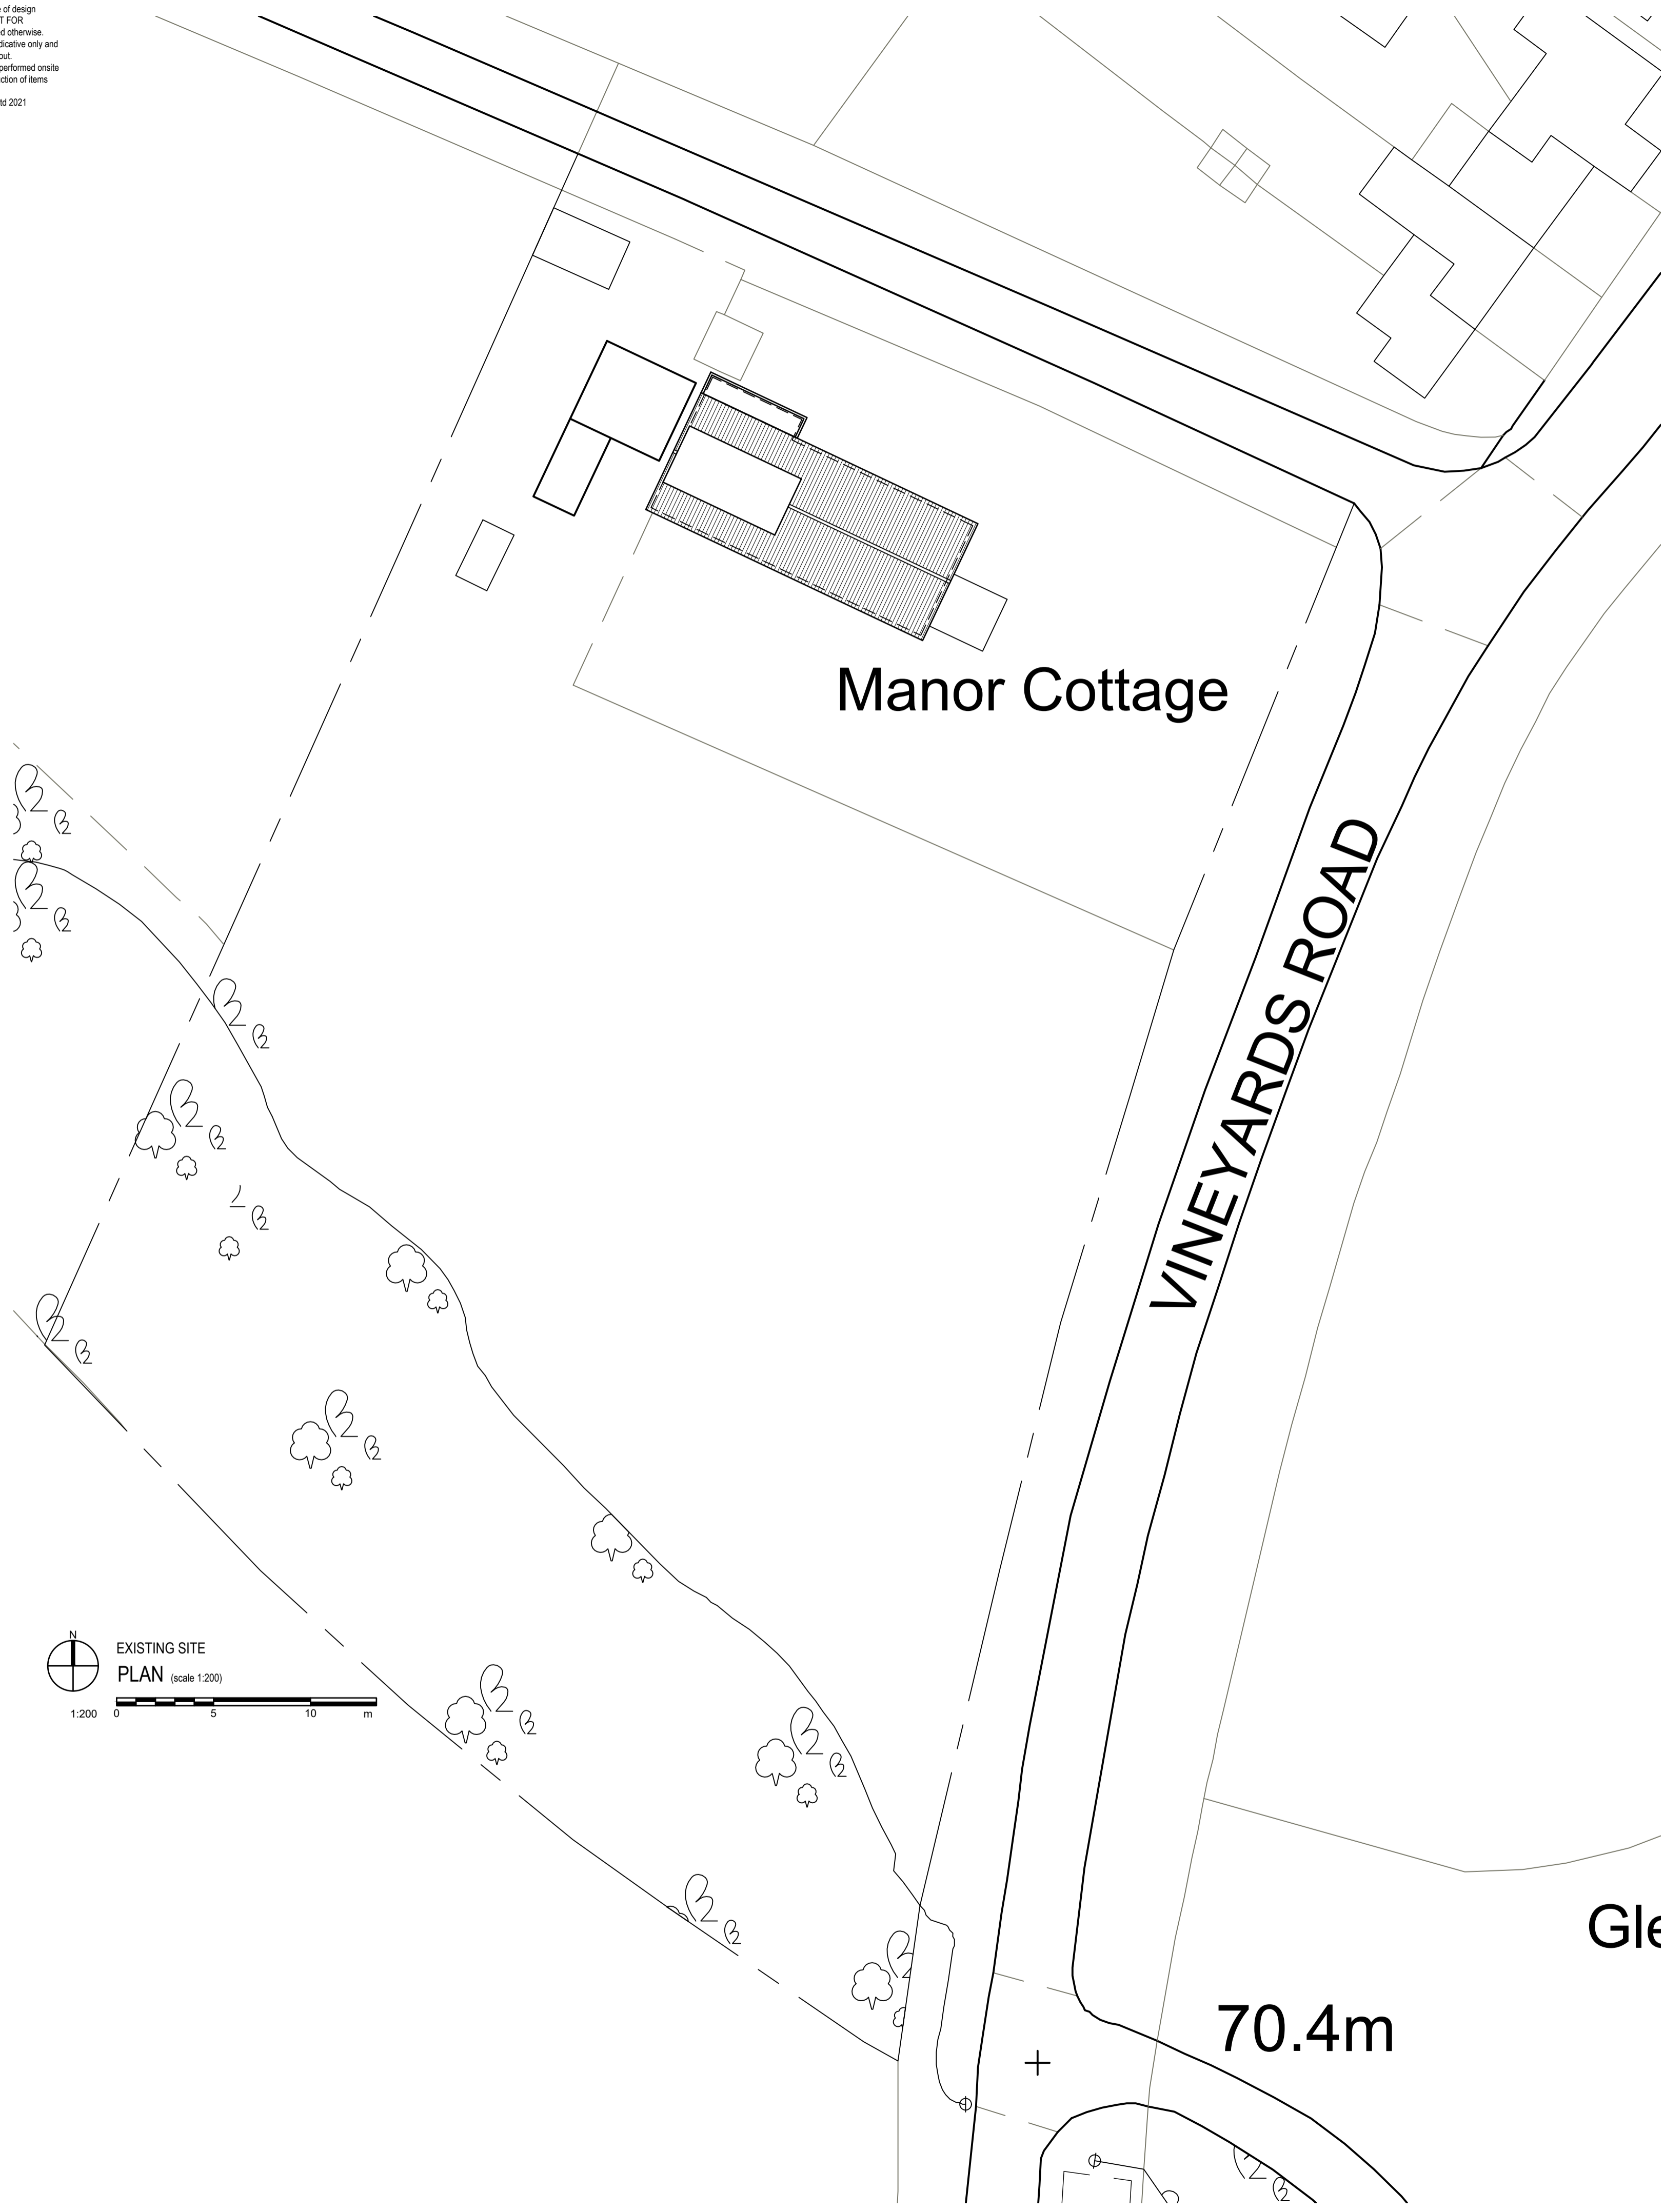 e of design
T FOR
ed otherwise.
dicative only and
out.
performed onsite
ction of items
td 2021
Manor Cottage
VINEYARDS ROAD
N
EXISTING SITE
PLAN (scale 1:200)
1:200 0 5 10 m
Gle
70.4m